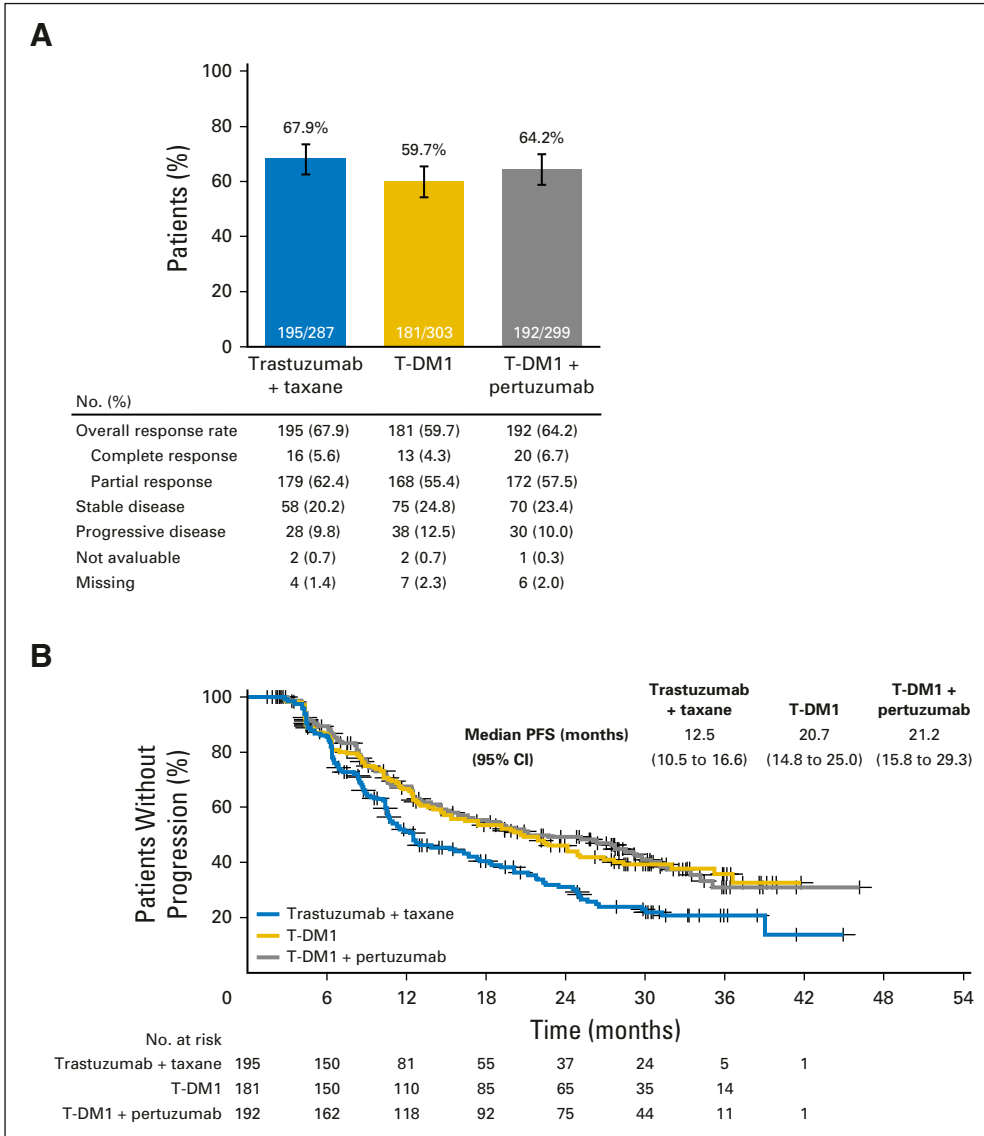 A
100
80
60
40
20
0
Patients (%)
67.9%
59.7%
64.2%
195/287
181/303
192/299
Trastuzumab + taxane
T-DM1
T-DM1 + pertuzumab
No. (%)
Overall response rate 195 (67.9) 181 (59.7) 192 (64.2)
Complete response 16 (5.6) 13 (4.3) 20 (6.7)
Partial response 179 (62.4) 168 (55.4) 172 (57.5)
Stable disease 58 (20.2) 75 (24.8) 70 (23.4)
Progressive disease 28 (9.8) 38 (12.5) 30 (10.0)
Not avaluable 2 (0.7) 2 (0.7) 1 (0.3)
Missing 4 (1.4) 7 (2.3) 6 (2.0)
B
100
80
60
40
20
Patients Without
Progression (%)
Trastuzumab + taxane
T-DM1
T-DM1 + pertuzumab
Median PFS (months) 12.5 20.7 21.2
(95% CI) (10.5 to 16.6) (14.8 to 25.0) (15.8 to 29.3)
Trastuzumab + taxane
T-DM1
T-DM1 + pertuzumab
0 6 12 18 24 30 36 42 48 54
Time (months)
No. at risk
Trastuzumab + taxane 195 150 81 55 37 24 5 1
T-DM1 181 150 110 85 65 35 14
T-DM1 + pertuzumab 192 162 118 92 75 44 11 1